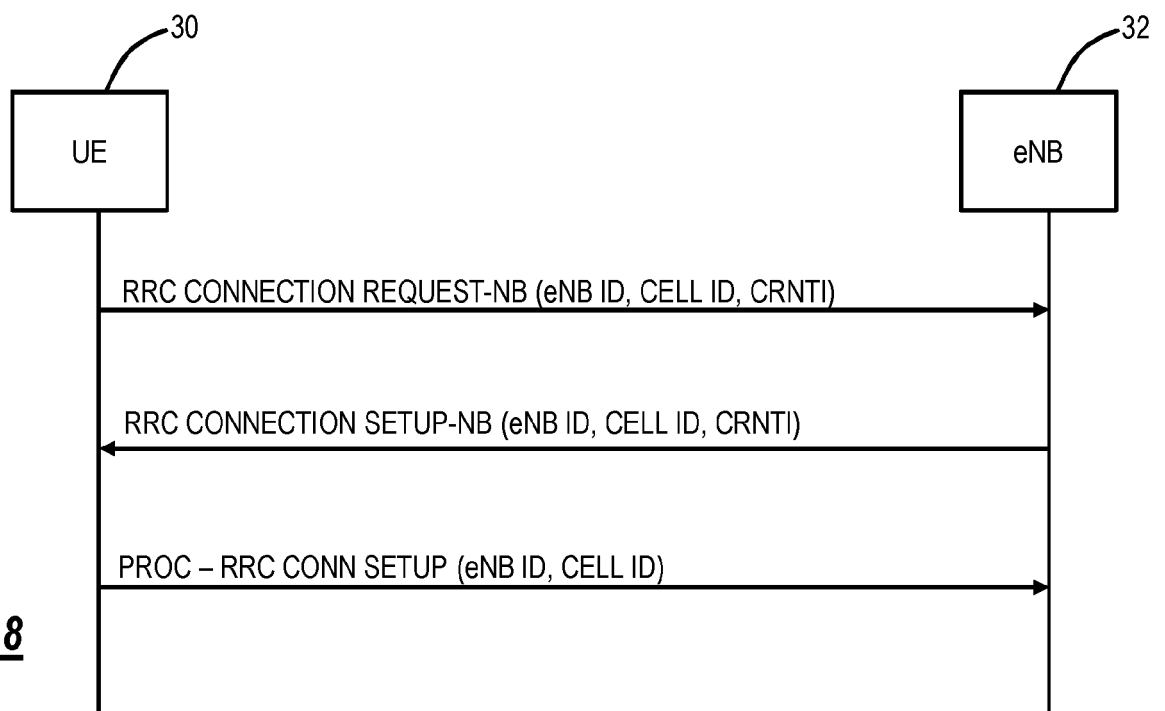 30
32
UE
eNB
RRC CONNECTION REQUEST-NB (eNB ID, CELL ID, CRNTI)
RRC CONNECTION SETUP-NB (eNB ID, CELL ID, CRNTI)
PROC – RRC CONN SETUP (eNB ID, CELL ID)
8